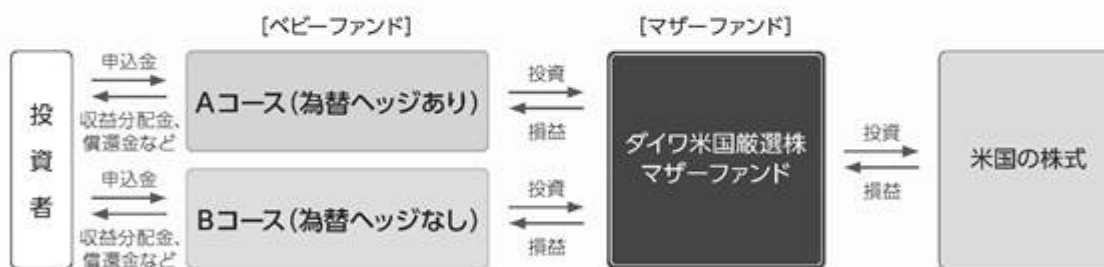 [ベビーファンド]
[マザーファンド]
投資者
申込金
収益分配金、
償還金など
Aコース(為替ヘッジあり)
投資
損益
申込金
収益分配金、
償還金など
Bコース(為替ヘッジなし)
投資
損益
ダイワ米国厳選株
マザーファンド
投資
損益
米国の株式